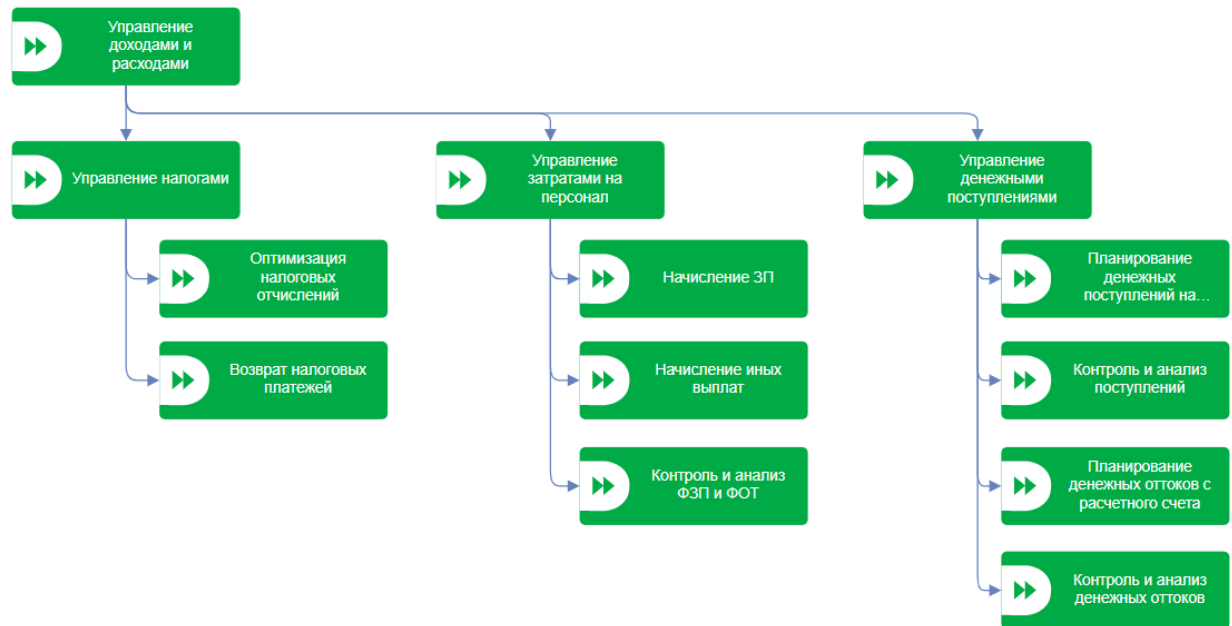 Управление
доходами и
расходами
Управление налогами
Управление
затратами на
персонал
Управление
денежными
поступлениями
Оптимизация
налоговых
отчислений
Начисление ЗП
Планирование
денежных
поступлений на...
Возврат налоговых
платежей
Начисление иных
выплат
Контроль и анализ
поступлений
Контроль и анализ
ФЗП и ФОТ
Планирование
денежных оттоков с
расчетного счета
Контроль и анализ
денежных оттоков